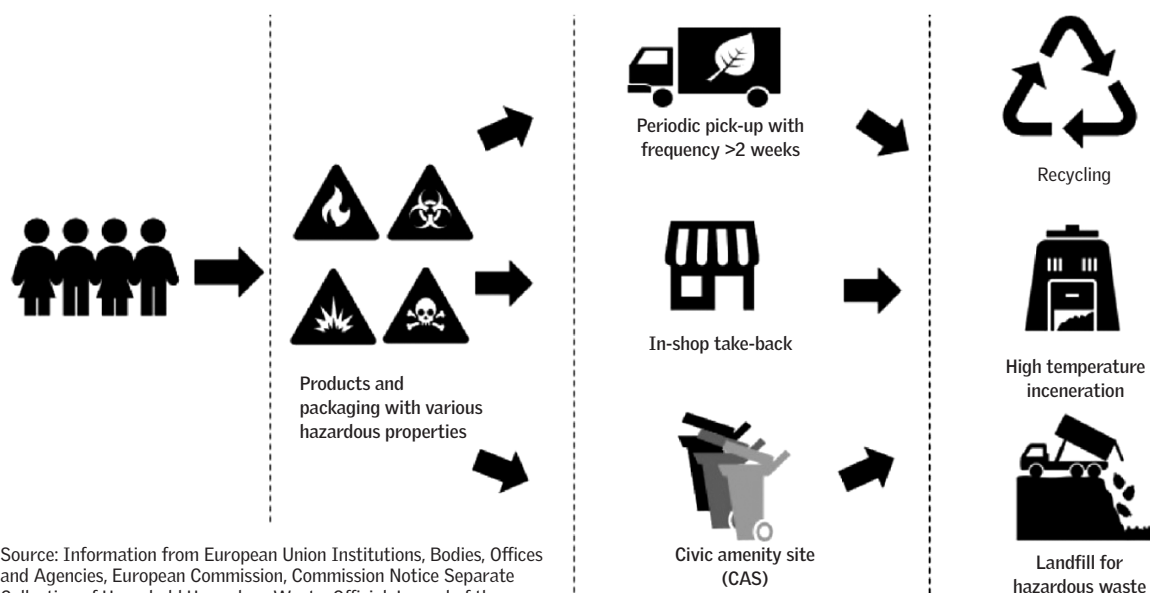 Periodic pick-up with
frequency >2 weeks
Recycling
In-shop take-back
High temperature
inceneration
Products and
packaging with various
hazardous properties
Civic amenity site
(CAS)
Landfill for
hazardous waste
Source: Information from European Union Institutions, Bodies, Offices
and Agencies, European Commission, Commission Notice Separate